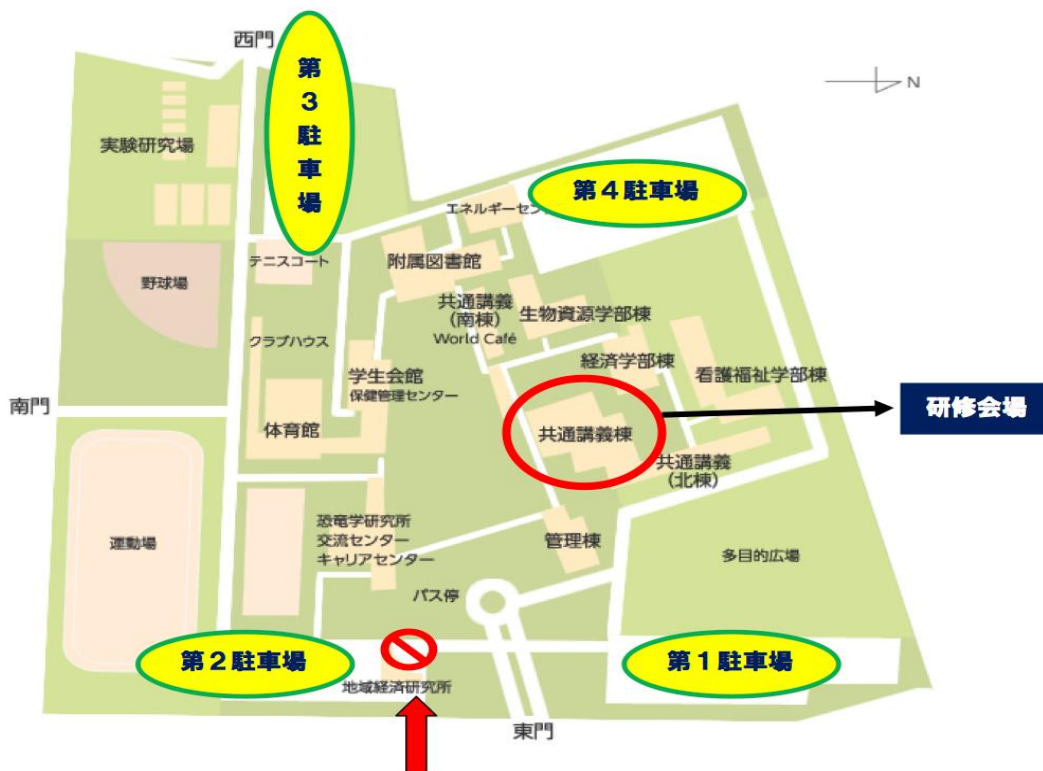 西門
第
3
駐
車
場
N
実験研究場
第4駐車場
エネルギーセン
テニスコート
附属図書館
野球場
共通講義
(南棟)
World Café
生物資源学部棟
クラブハウス
学生会館
保健管理センター
経済学部棟
看護福祉学部棟
南門
体育館
共通講義棟
研修会場
共通講義
(北棟)
恐竜学研究所
交流センター
キャリアセンター
運動場
管理棟
多目的広場
バス停
第2駐車場
第1駐車場
地域経済研究所
東門